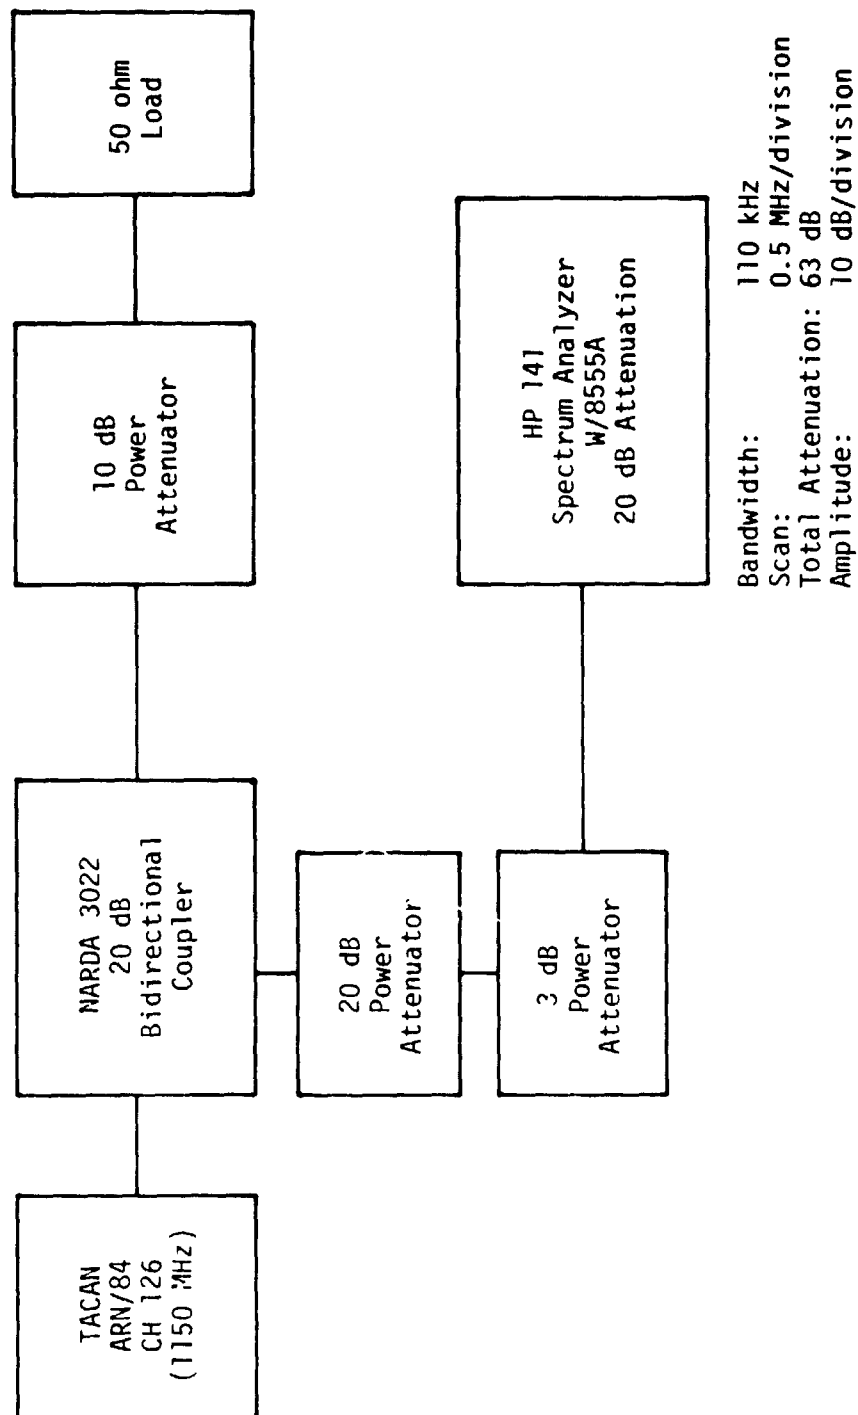 TACAN
ARN/84
CH 126
(1150 MHz)
NARDA 3022
20 dB
Bidirectional
Coupler
10 dB
Power
Attenuator
50 ohm
Load
20 dB
Power
Attenuator
3 dB
Power
Attenuator
HP 141
Spectrum Analyzer
W/8555A
20 dB Attenuation
Bandwidth: 110 kHz
Scan: 0.5 MHz/division
Total Attenuation: 63 dB
Amplitude: 10 dB/division